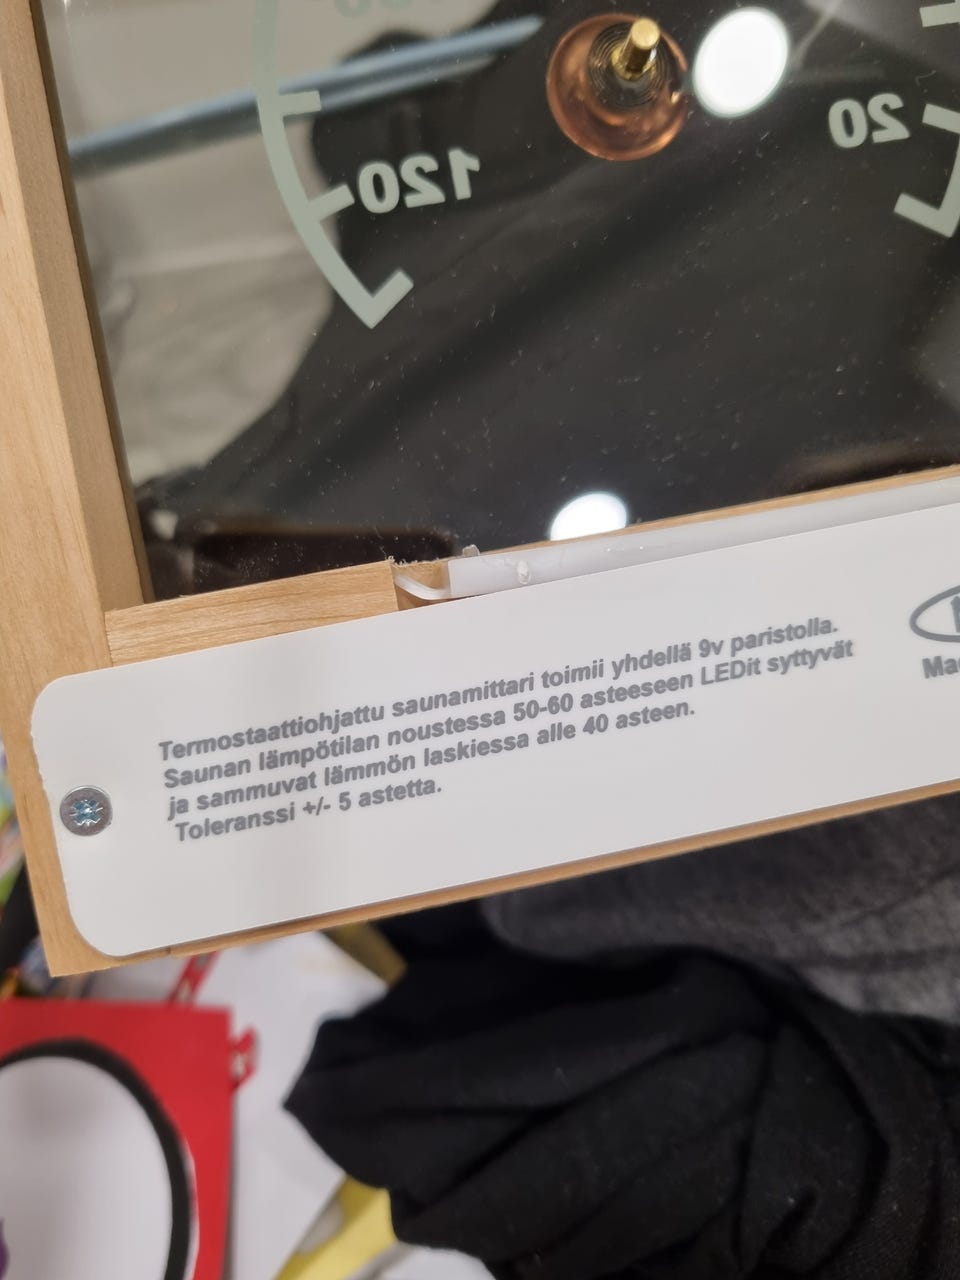 120
20
Termostaattiohjattu saunamittari toimii yhdellä 9v paristolla.
Saunan lämpötilan noustessa 50-60 asteeseen LEDit syttyvät
ja sammuvat lämmön laskiessa alle 40 asteen.
Toleranssi +/- 5 astetta.